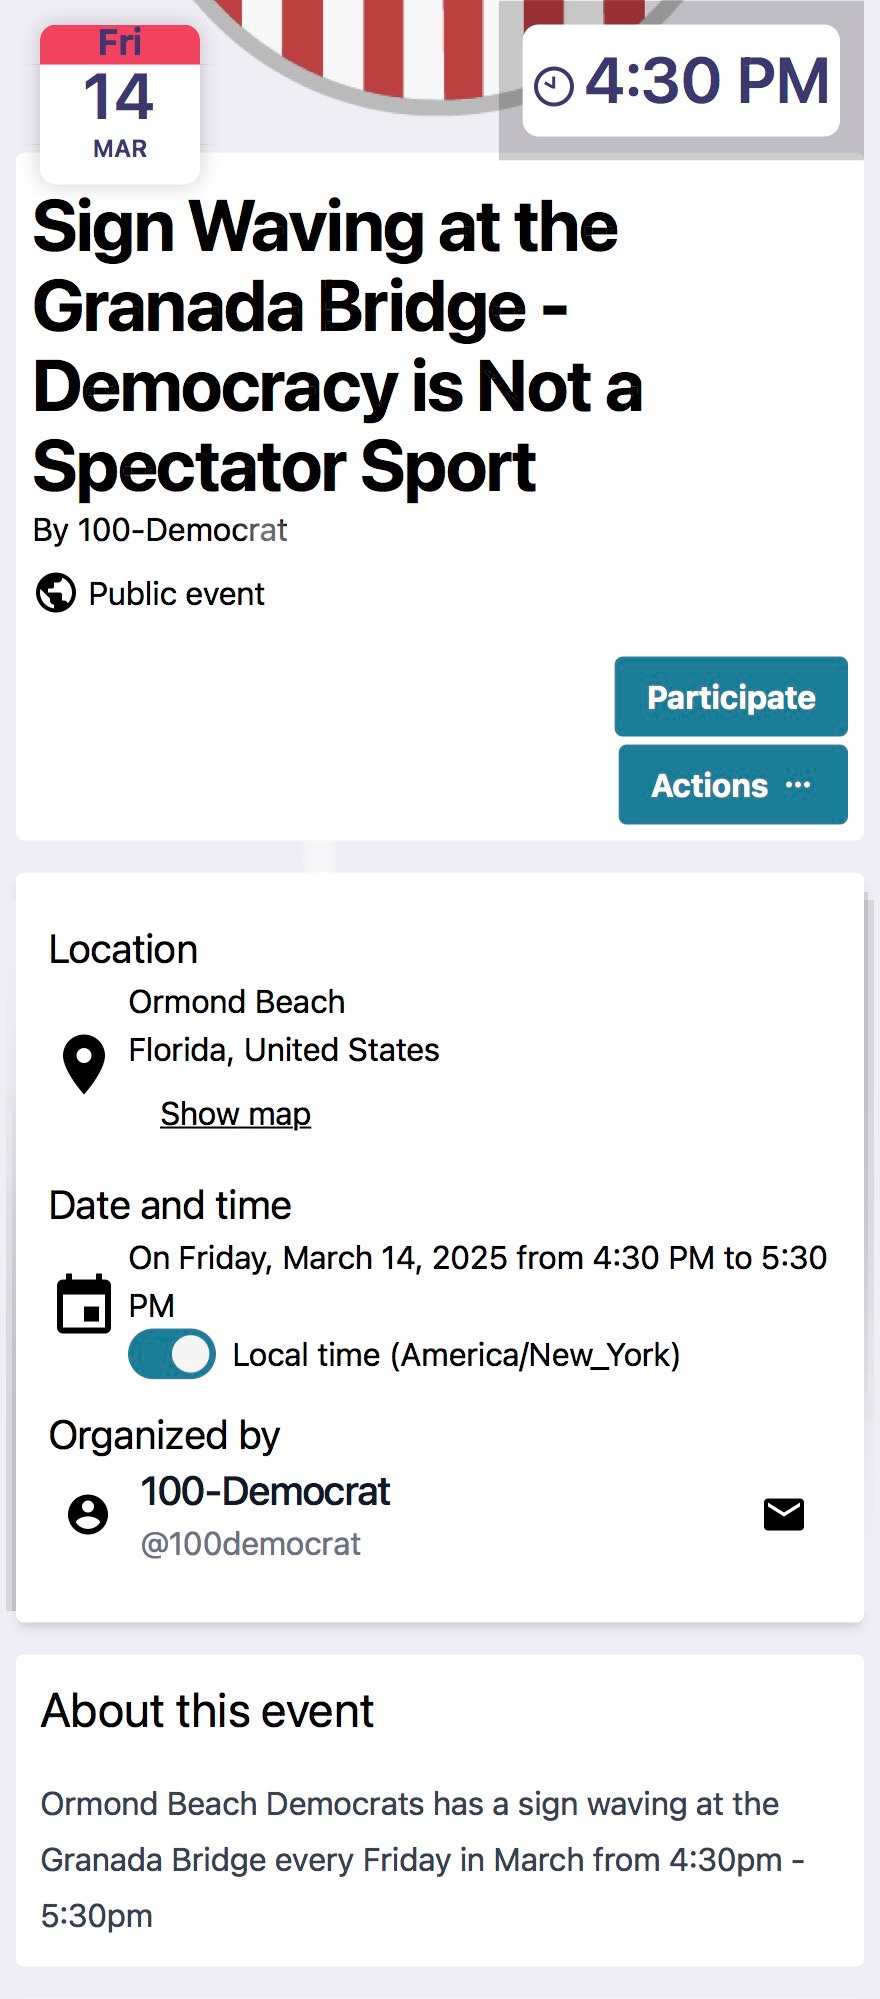 Fri
14
MAR
4:30 PM
Sign Waving at the
Granada Bridge -
Democracy is Not a
Spectator Sport
By 100-Democrat
Public event
Participate
Actions ···
Location
Ormond Beach
Florida, United States
Show map
Date and time
On Friday, March 14, 2025 from 4:30 PM to 5:30
PM
Local time (America/New_York)
Organized by
100-Democrat
@100democrat
About this event
Ormond Beach Democrats has a sign waving at the
Granada Bridge every Friday in March from 4:30pm -
5:30pm